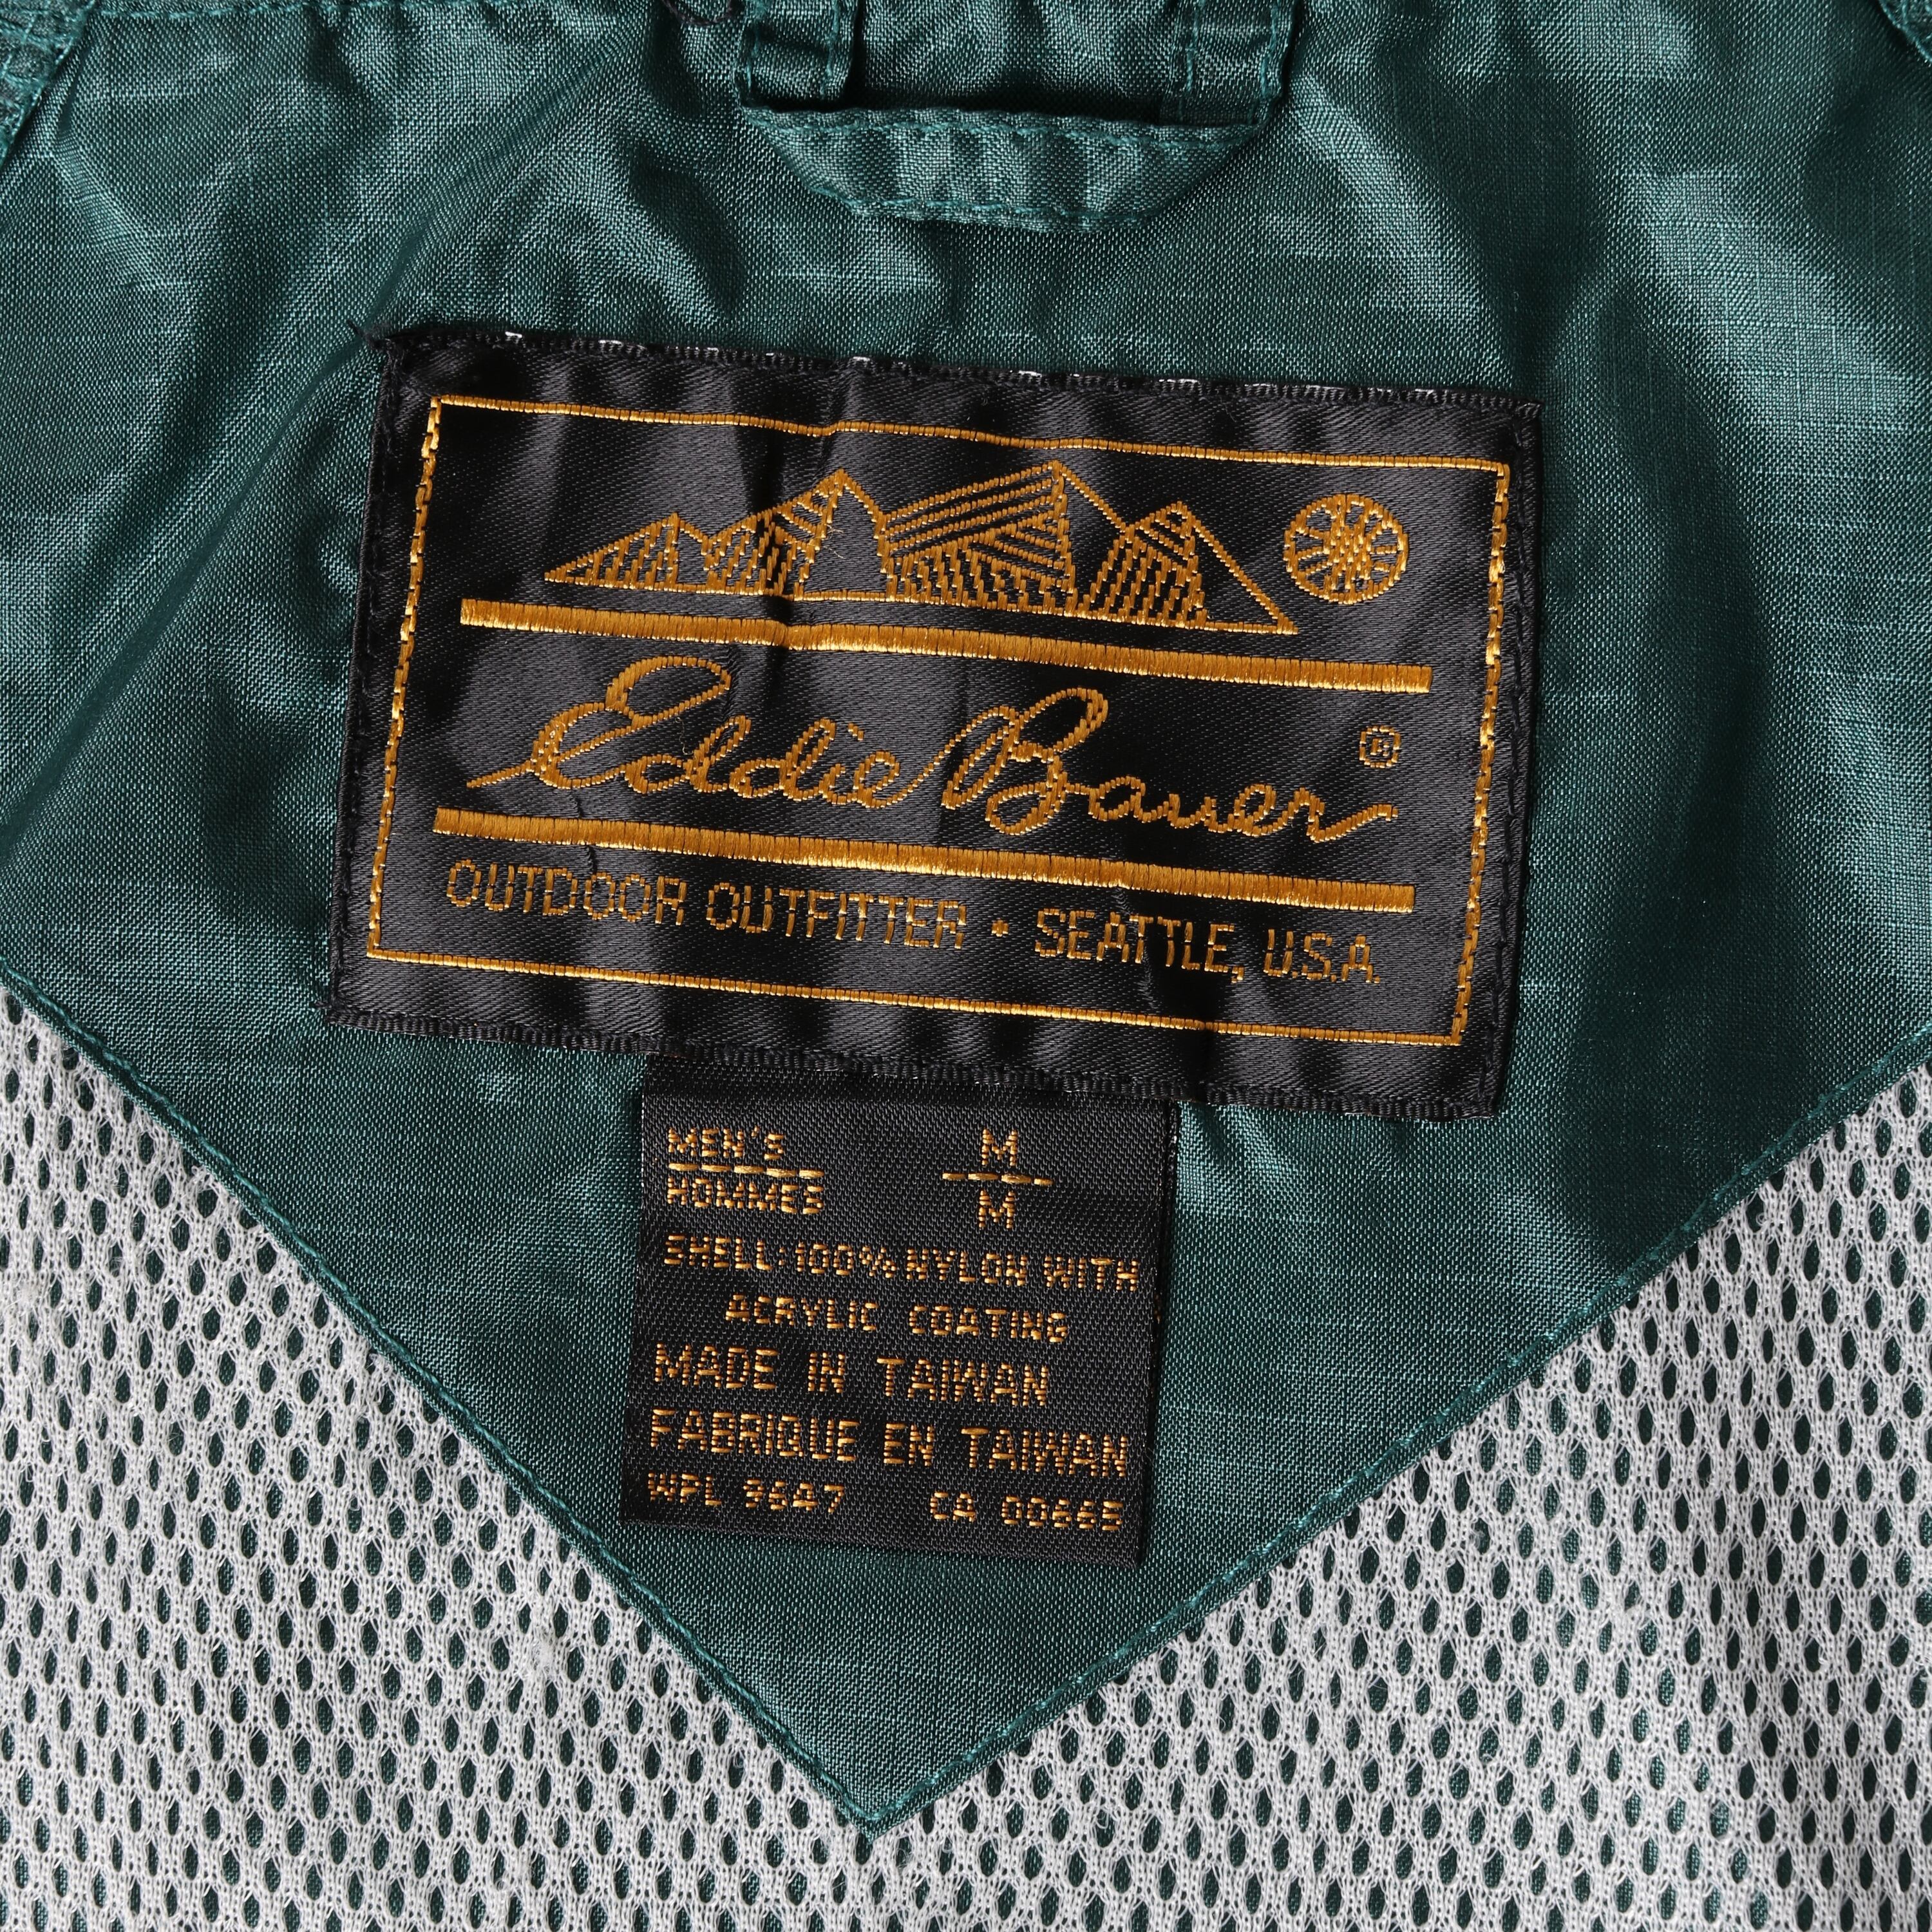 Eddie Bauer ®
OUTDOOR OUTFITTER • SEATTLE, U.S.A.
MEN'S M
HOMMES M
SHELL:100% NYLON WITH
ACRYLIC COATING
MADE IN TAIWAN
FABRIQUE EN TAIWAN
WPL 9647 CA 00665